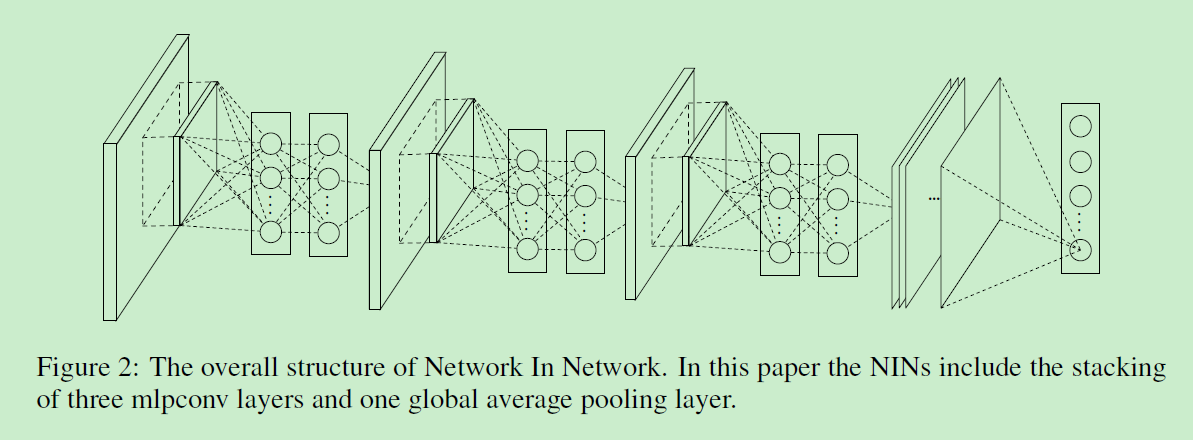 Figure 2: The overall structure of Network In Network. In this paper the NINs include the stacking
of three mlpconv layers and one global average pooling layer.